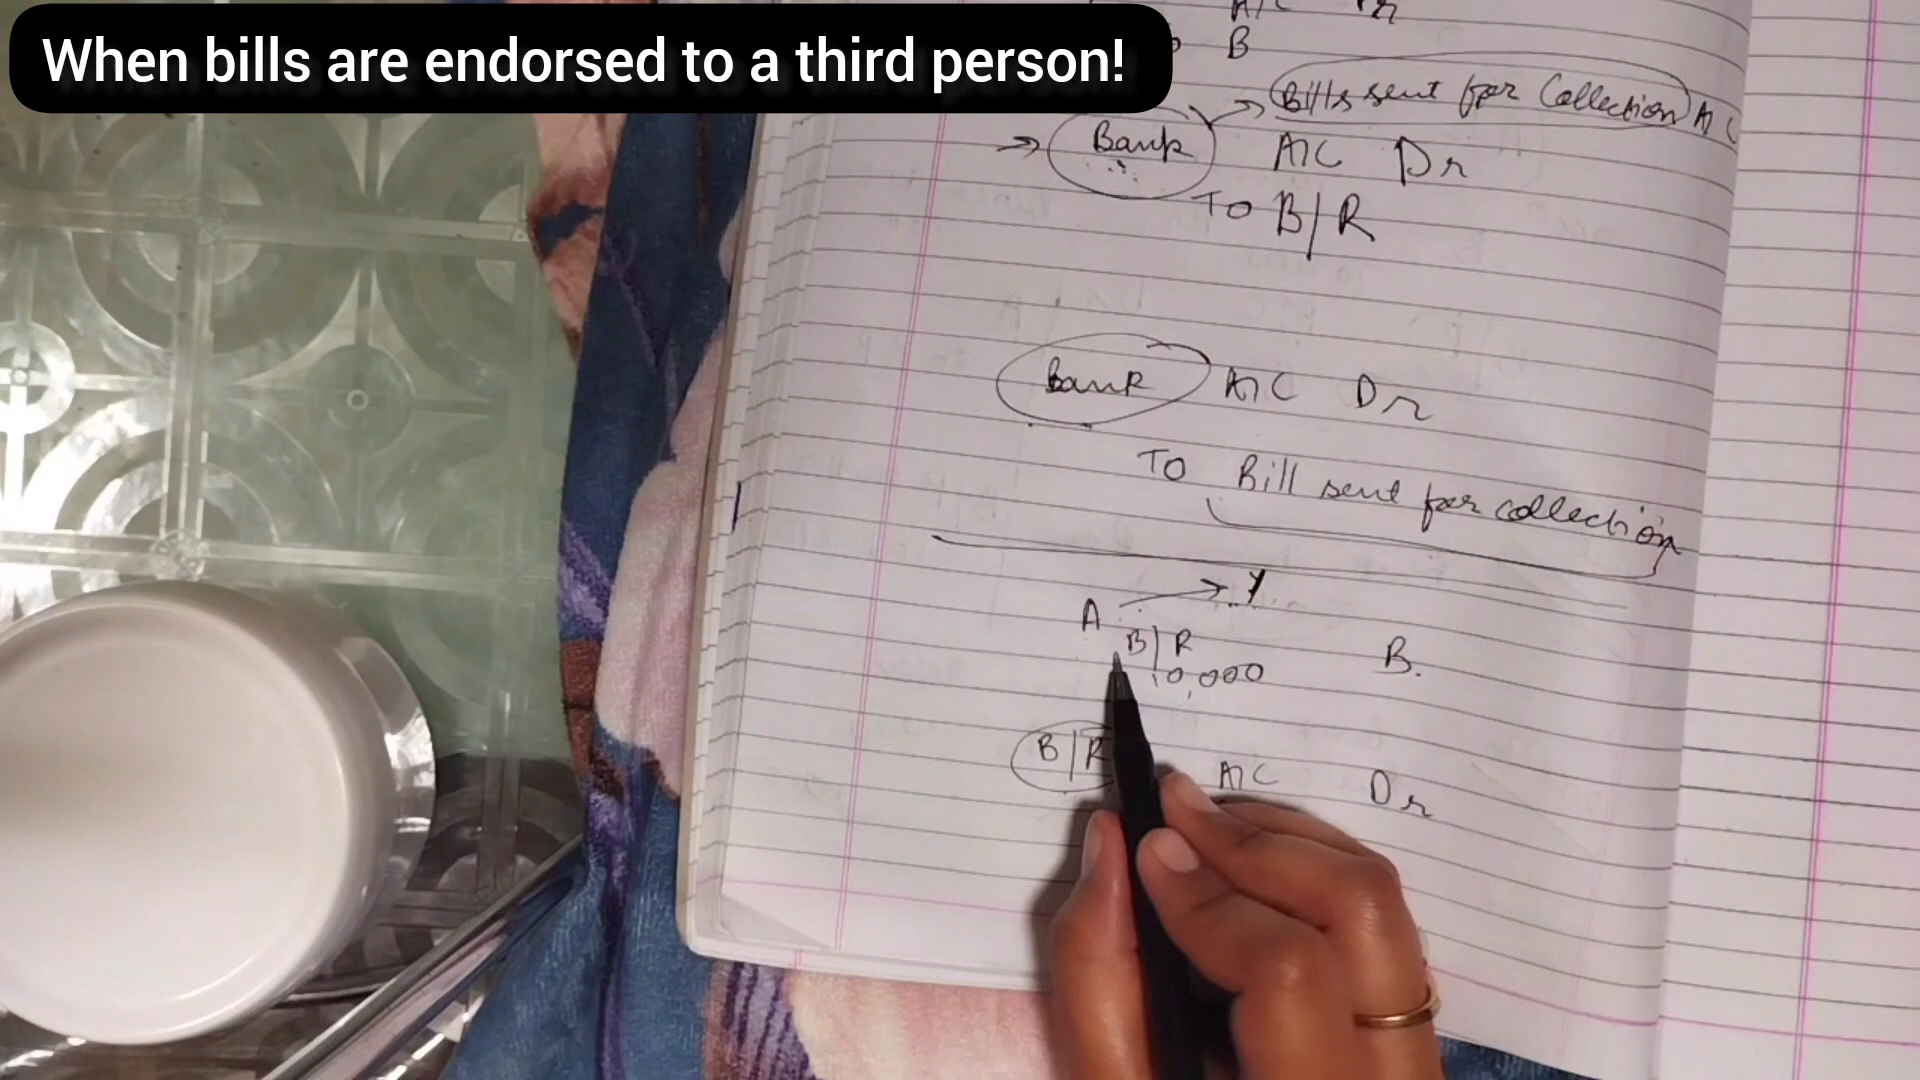 When bills are endorsed to a third person!
A/C Dr
B
Bills sent for Collection A/C
Bank A/C Dr
To B/R
Bank A/C Dr
To Bill sent for collection
A → Y
B/R B.
10,000
B/R A/C Dr